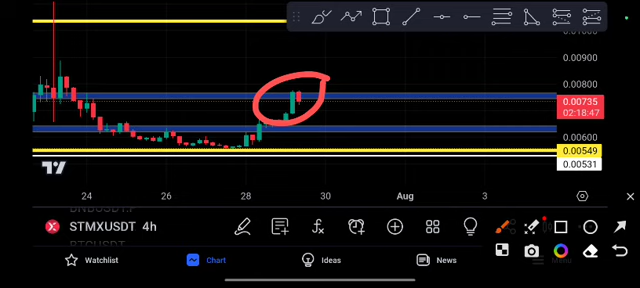 0.00900
0.00800
0.00735
02:18:47
0.00600
0.00549
0.00531
24
26
28
30
Aug
3
STMXUSDT 4h
BTCUSDT
Watchlist
Chart
Ideas
News